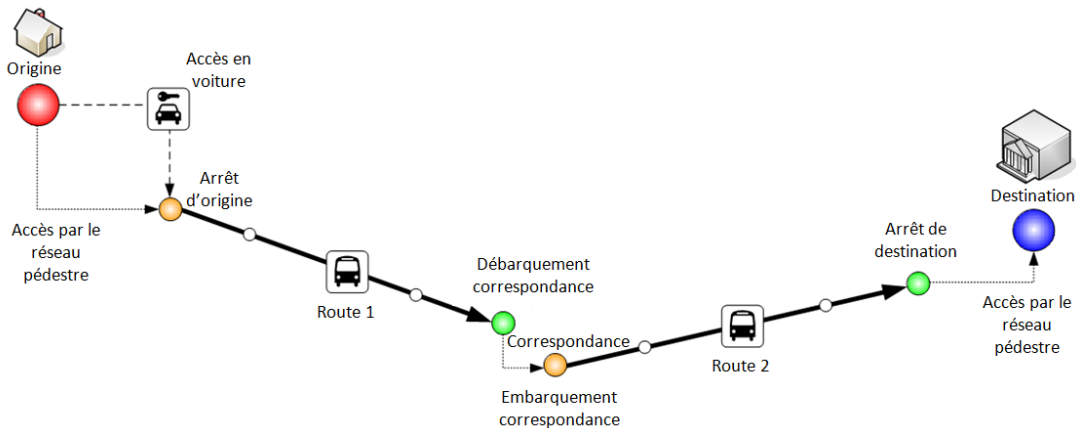 Origine
Accès en
voiture
Arrêt
d'origine
Accès par le
réseau
pédestre
Route 1
Débarquement
correspondance
Correspondance
Embarquement
correspondance
Route 2
Arrêt de
destination
Destination
Accès par le
réseau
pédestre